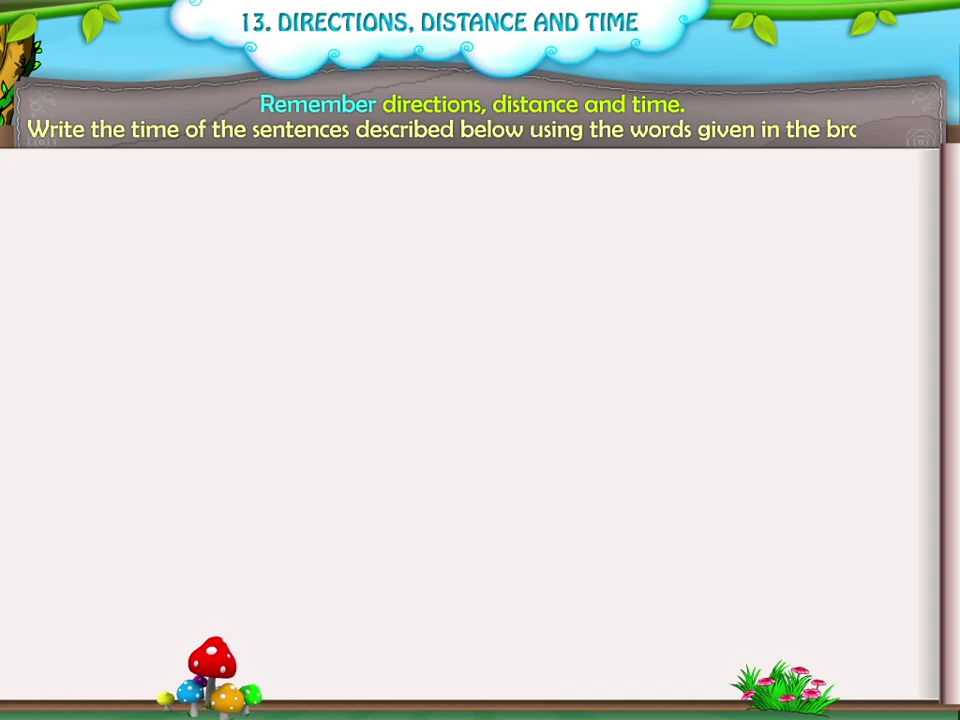 13. DIRECTIONS, DISTANCE AND TIME
Remember directions, distance and time.
Write the time of the sentences described below using the words given in the brc